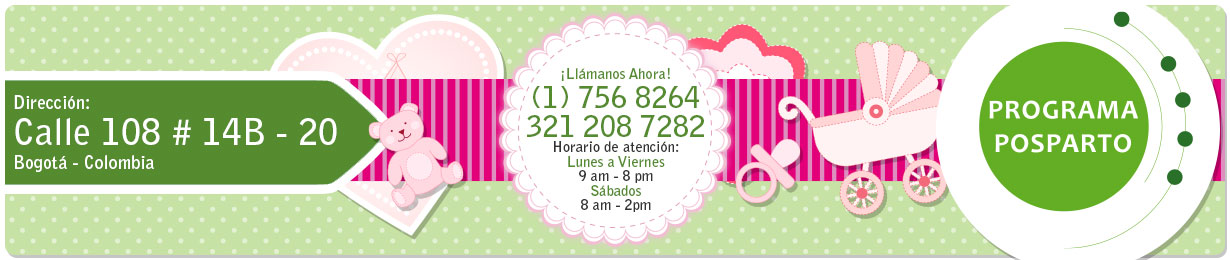 Dirección:
Calle 108 # 14B - 20
Bogotá - Colombia
¡Llámanos Ahora!
(1) 756 8264
321 208 7282
Horario de atención:
Lunes a Viernes
9 am - 8 pm
Sábados
8 am - 2pm
PROGRAMA
POSPARTO